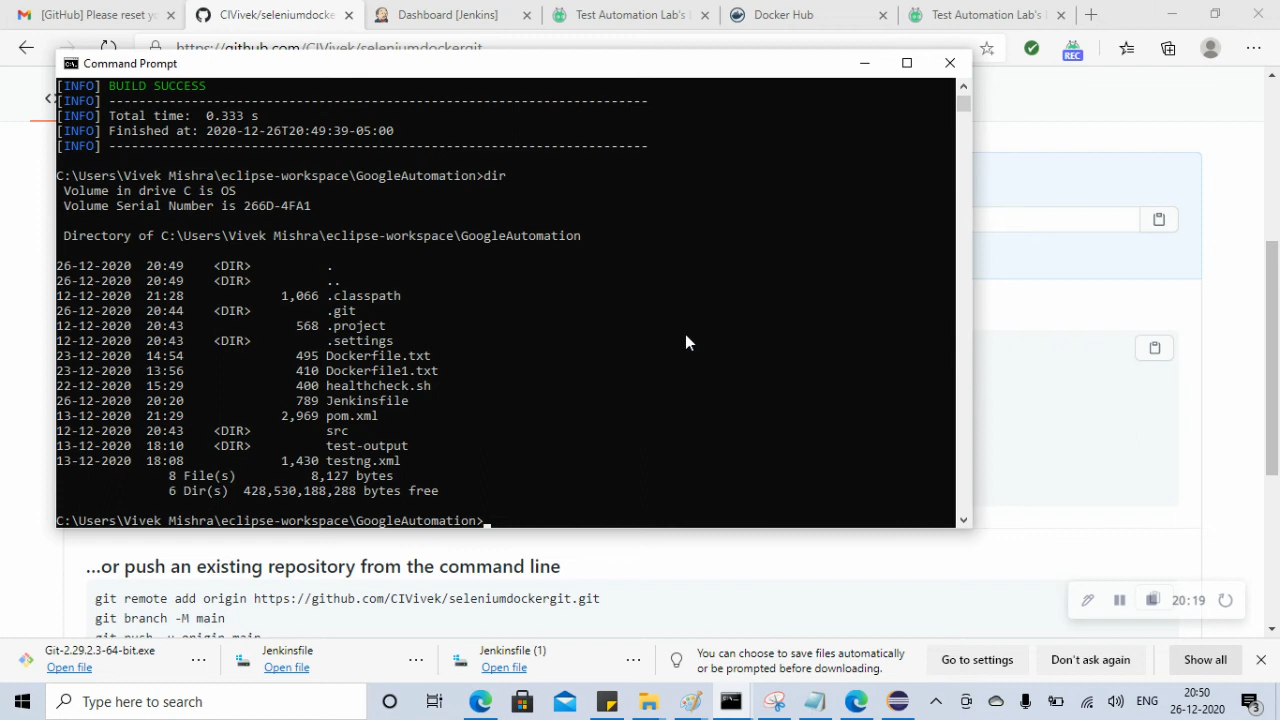 [GitHub] Please reset yo
CIVivek/seleniumdocke
Dashboard [Jenkins]
Test Automation Lab's
Docker Hub
Test Automation Lab's
https://github.com/CIVivek/seleniumdockergit
REC
Command Prompt
[INFO] BUILD SUCCESS
[INFO] ------------------------------------------------------------------------
[INFO] Total time:  0.333 s
[INFO] Finished at: 2020-12-26T20:49:39-05:00
[INFO] ------------------------------------------------------------------------
C:\Users\Vivek Mishra\eclipse-workspace\GoogleAutomation>dir
Volume in drive C is OS
Volume Serial Number is 266D-4FA1
Directory of C:\Users\Vivek Mishra\eclipse-workspace\GoogleAutomation
26-12-2020  20:49    <DIR>          .
26-12-2020  20:49    <DIR>          ..
12-12-2020  21:28             1,066 .classpath
26-12-2020  20:44    <DIR>          .git
12-12-2020  20:43               568 .project
12-12-2020  20:43    <DIR>          .settings
23-12-2020  14:54               495 Dockerfile.txt
23-12-2020  13:56               410 Dockerfile1.txt
22-12-2020  15:29               400 healthcheck.sh
26-12-2020  20:20               789 Jenkinsfile
13-12-2020  21:29             2,969 pom.xml
12-12-2020  20:43    <DIR>          src
13-12-2020  18:10    <DIR>          test-output
13-12-2020  18:08             1,430 testng.xml
8 File(s)          8,127 bytes
6 Dir(s)  428,530,188,288 bytes free
C:\Users\Vivek Mishra\eclipse-workspace\GoogleAutomation>
...or push an existing repository from the command line
git remote add origin https://github.com/CIVivek/seleniumdockergit.git
git branch -M main
git push -u origin main
20:19
Git-2.29.2.3-64-bit.exe
Open file
Jenkinsfile
Open file
Jenkinsfile (1)
Open file
You can choose to save files automatically
or be prompted before downloading.
Go to settings
Don't ask again
Show all
Type here to search
ENG
20:50
26-12-2020
3